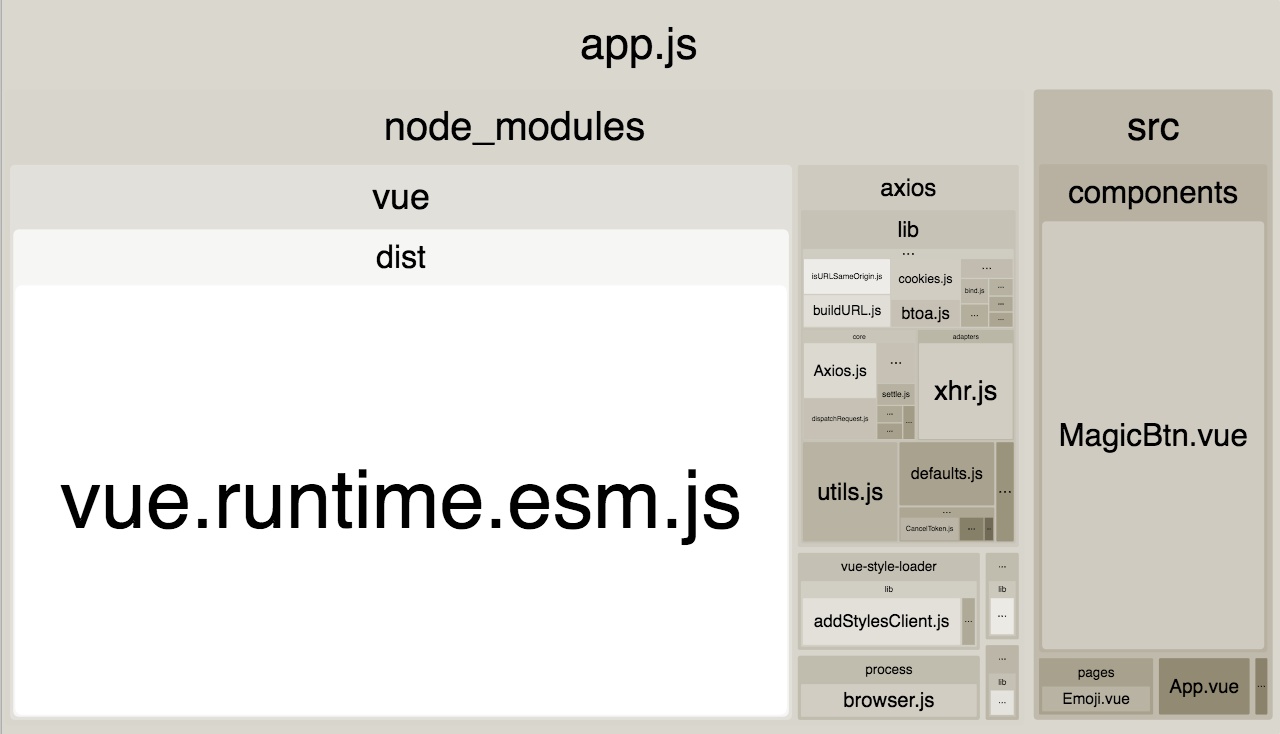 app.js
node_modules
src
vue
dist
vue.runtime.esm.js
axios
lib
...
isURLSameOrigin.js
cookies.js
...
bind.js
...
buildURL.js
btoa.js
...
...
...
core
adapters
Axios.js
...
settle.js
xhr.js
dispatchRequest.js
...
...
...
utils.js
defaults.js
...
...
CancelToken.js
...
...
vue-style-loader
lib
addStylesClient.js
...
...
lib
...
process
browser.js
...
lib
...
components
MagicBtn.vue
pages
Emoji.vue
App.vue
...